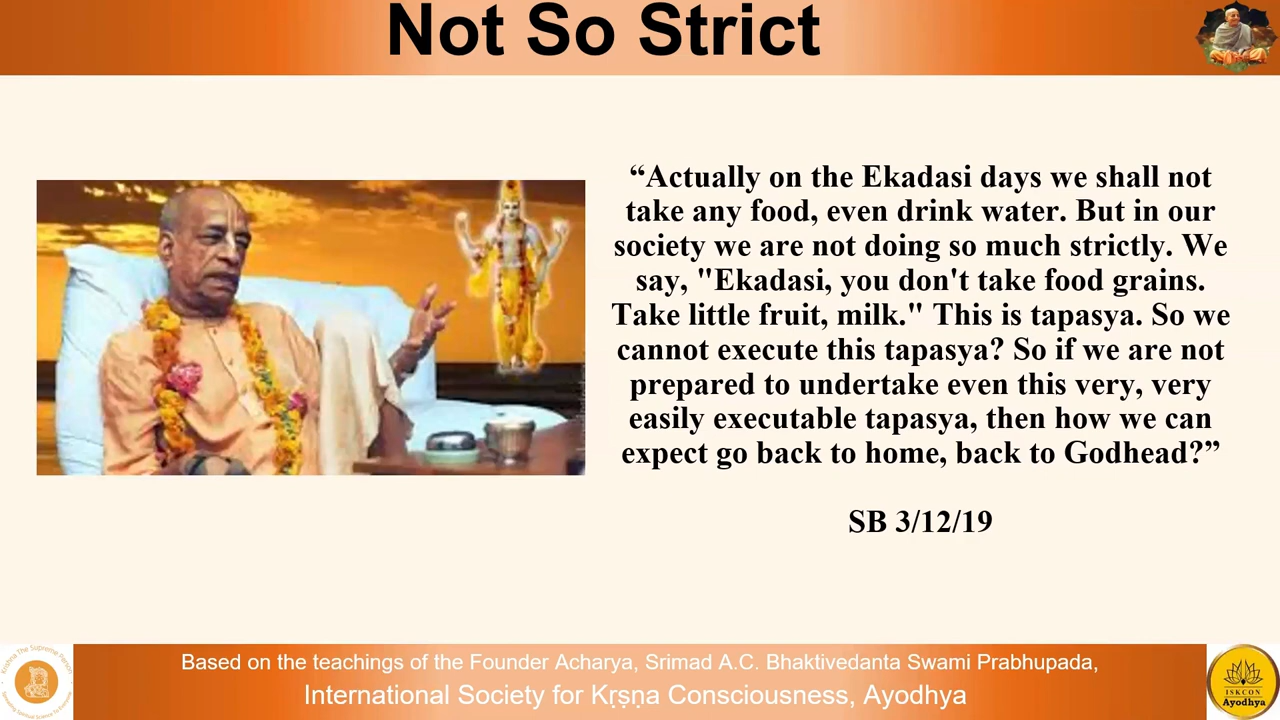 Not So Strict
“Actually on the Ekadasi days we shall not
take any food, even drink water. But in our
society we are not doing so much strictly. We
say, "Ekadasi, you don't take food grains.
Take little fruit, milk." This is tapasya. So we
cannot execute this tapasya? So if we are not
prepared to undertake even this very, very
easily executable tapasya, then how we can
expect go back to home, back to Godhead?”
SB 3/12/19
Based on the teachings of the Founder Acharya, Srimad A.C. Bhaktivedanta Swami Prabhupada,
International Society for Kṛṣṇa Consciousness, Ayodhya
Krishna The Supreme Person
ISKCON
Ayodhya